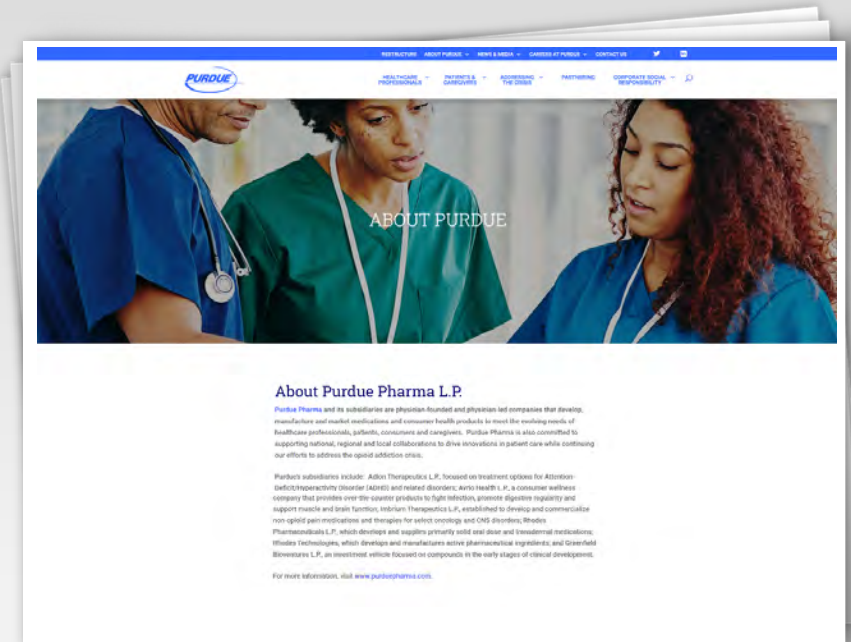 RESTRUCTURE ABOUT PURDUE NEWS & MEDIA CAREERS AT PURDUE CONTACT US
PURDUE
HEALTHCARE PROFESSIONALS PATIENTS & CAREGIVERS ADDRESSING THE CRISIS PARTNERING CORPORATE SOCIAL RESPONSIBILITY
ABOUT PURDUE
About Purdue Pharma L.P.
Purdue Pharma and its subsidiaries are physician-founded and physician-led companies that develop,
manufacture and market medications and consumer health products to meet the evolving needs of
healthcare professionals, patients, consumers and caregivers. Purdue Pharma is also committed to
supporting national, regional and local collaborations to drive innovations in patient care while continuing
our efforts to address the opioid addiction crisis.
Purdue's subsidiaries include: Adlon Therapeutics L.P., focused on treatment options for Attention-
Deficit/Hyperactivity Disorder (ADHD) and related disorders; Avrio Health L.P., a consumer wellness
company that provides over-the-counter products to fight infection, promote digestive regularity and
support muscle and brain function, Imbrium Therapeutics L.P., established to develop and commercialize
non-opioid pain medications and therapies for select oncology and CNS disorders; Rhodes
Pharmaceuticals L.P., which develops and supplies primarily solid oral dose and transdermal medications;
Rhodes Technologies, which develops and manufactures active pharmaceutical ingredients; and Greenfield
Bioventures L.P., an investment vehicle focused on compounds in the early stages of clinical development.
For more information, visit www.purduepharma.com.